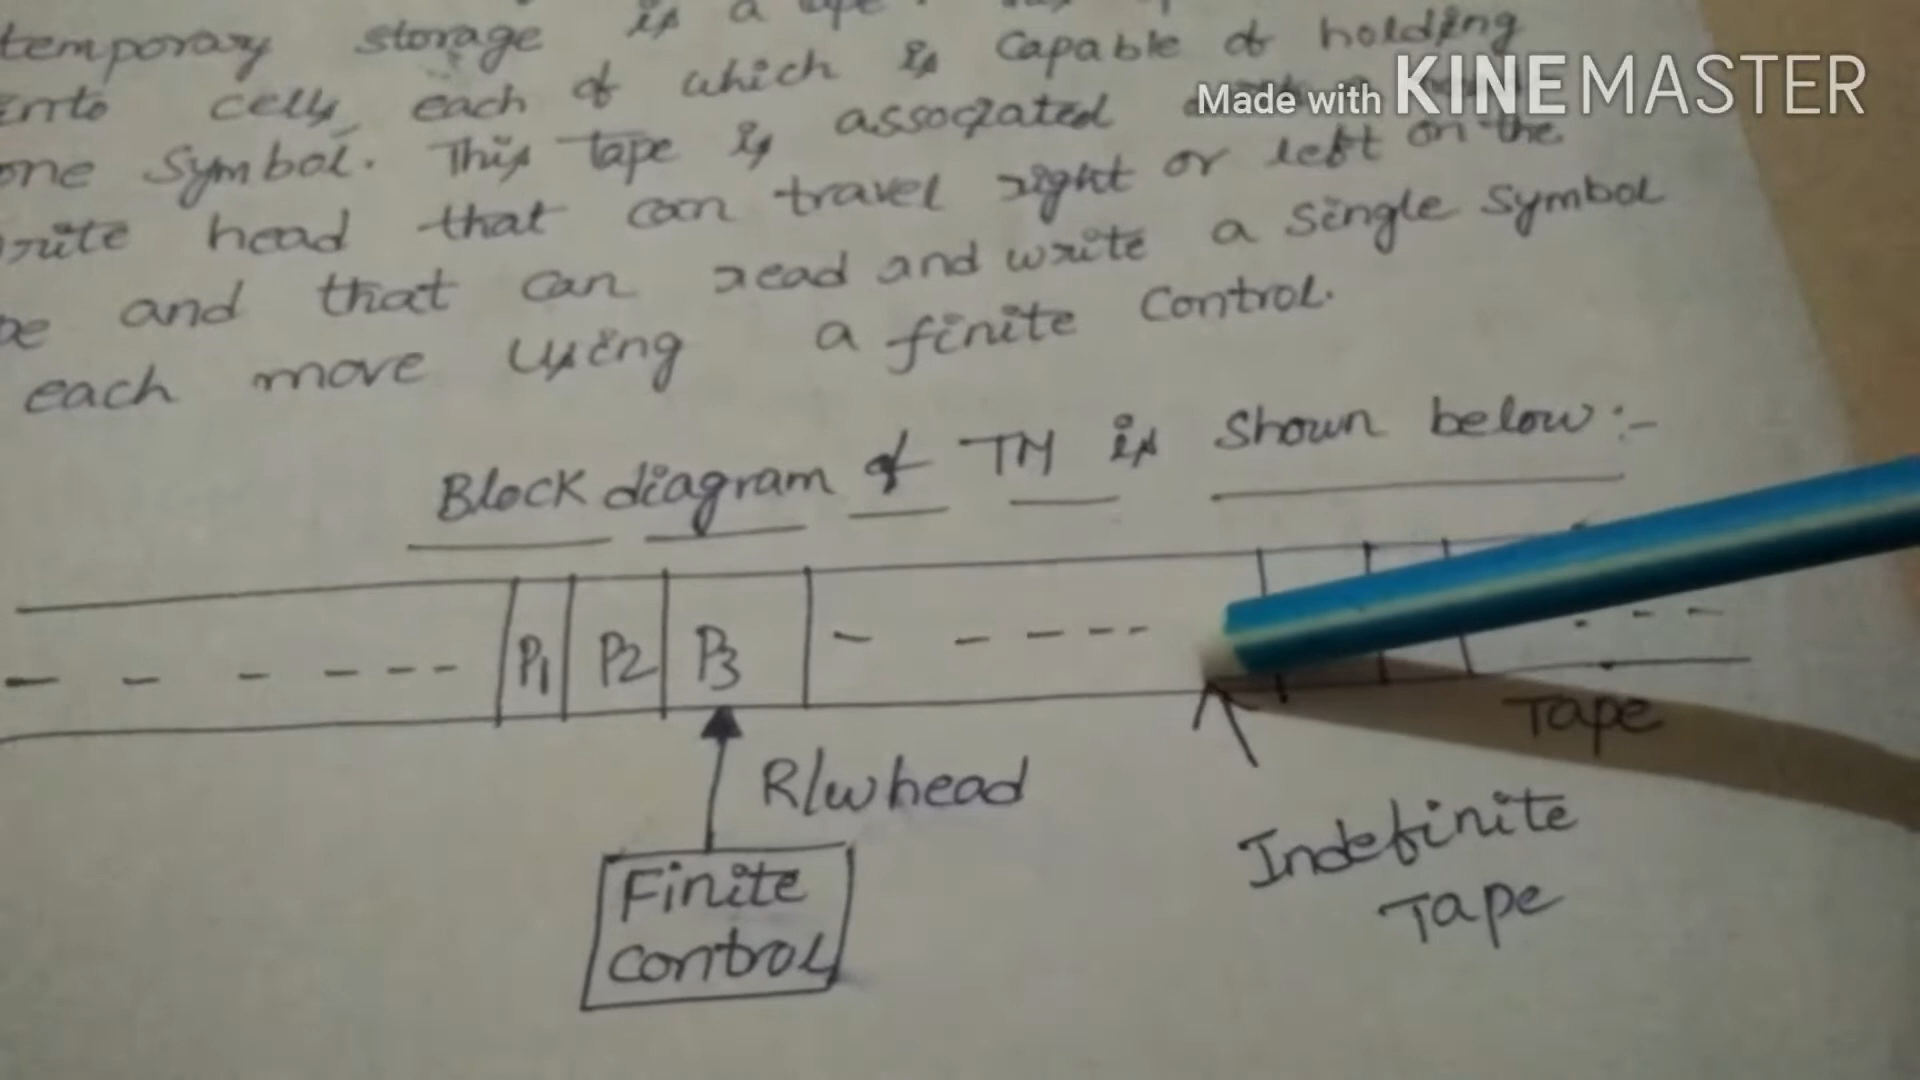 temporary storage is a tape
into cells, each of which is capable of holding
one symbol. This tape is associated
write head that can travel right or left on the
and that can read and write a single symbol
each move using a finite control.
Block diagram of TM is shown below:-
P1 P2 P3
Tape
R/w head
Indefinite
Tape
Finite
control
Made with KINEMASTER